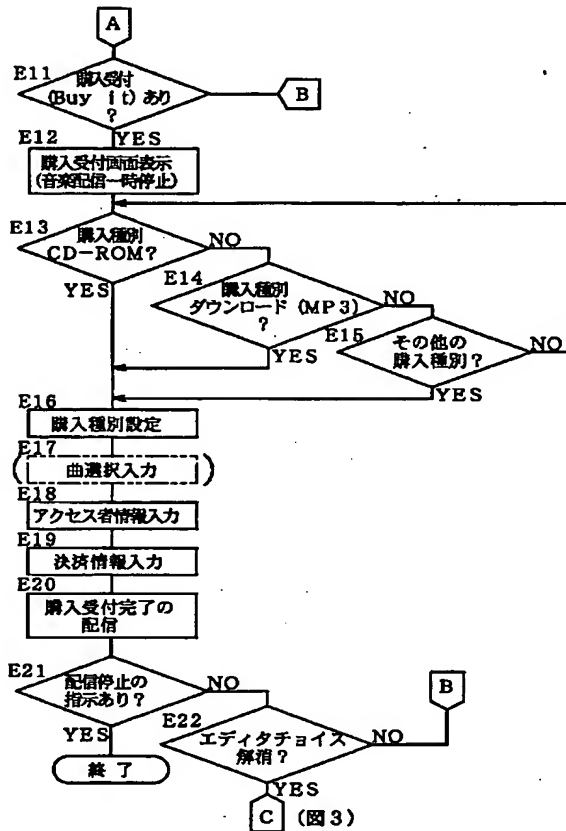 A
E11
購入受付
(Buy it) あり
?
B
YES
E12
購入受付画面表示
(音楽配信一時停止)
E13
購入種別
CD-ROM?
NO
YES
E14
購入種別
ダウンロード (MP3)
?
NO
YES
E15
その他の
購入種別?
NO
YES
E16
購入種別設定
E17
( 曲選択入力 )
E18
アクセス者情報入力
E19
決済情報入力
E20
購入受付完了の
配信
E21
配信停止の
指示あり?
NO
YES
終了
E22
エディタチョイス
解消?
NO
B
YES
C (図3)